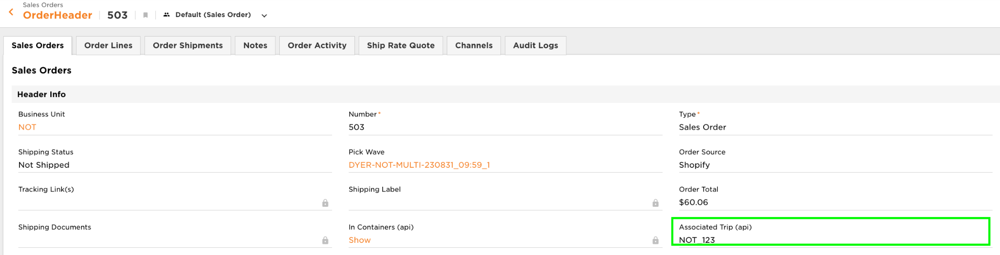 Sales Orders
OrderHeader 503 Default (Sales Order)
Sales Orders Order Lines Order Shipments Notes Order Activity Ship Rate Quote Channels Audit Logs
Sales Orders
Header Info
Business Unit Number* Type*
NOT 503 Sales Order
Shipping Status Pick Wave Order Source
Not Shipped DYER-NOT-MULTI-230831_09:59_1 Shopify
Tracking Link(s) Shipping Label Order Total
$60.06
Shipping Documents In Containers (api) Associated Trip (api)
Show NOT_123